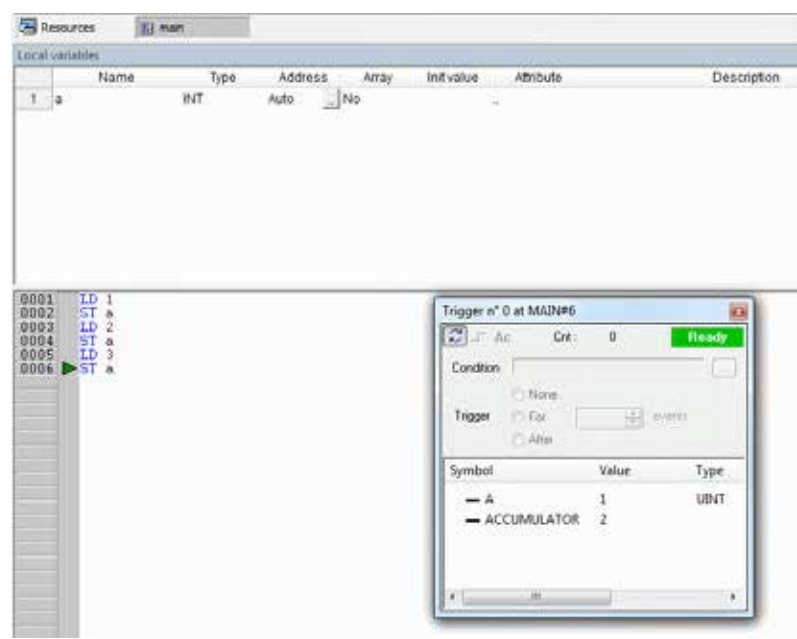 Resources main
Local variables
Name Type Address Array Init value Attribute Description
1 a INT Auto .. No ..
0001 LD 1
0002 ST a
0003 LD 2
0004 ST a
0005 LD 3
0006 ST a
Trigger n° 0 at MAIN#6
Ac Cnt: 0 Ready
Condition ...
None
Trigger For events
After
Symbol Value Type
A 1 UINT
ACCUMULATOR 2